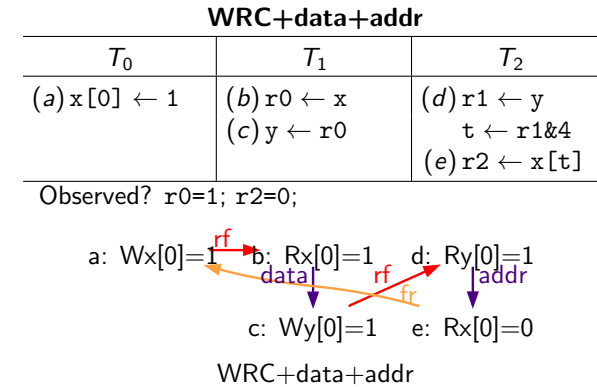 WRC+data+addr
T0 T1 T2
(a) x[0] ← 1 (b) r0 ← x (d) r1 ← y
(c) y ← r0 t ← r1&4
(e) r2 ← x[t]
Observed? r0=1; r2=0;
a: Wx[0]=1 rf b: Rx[0]=1 d: Ry[0]=1
data rf addr
fr
c: Wy[0]=1 e: Rx[0]=0
WRC+data+addr